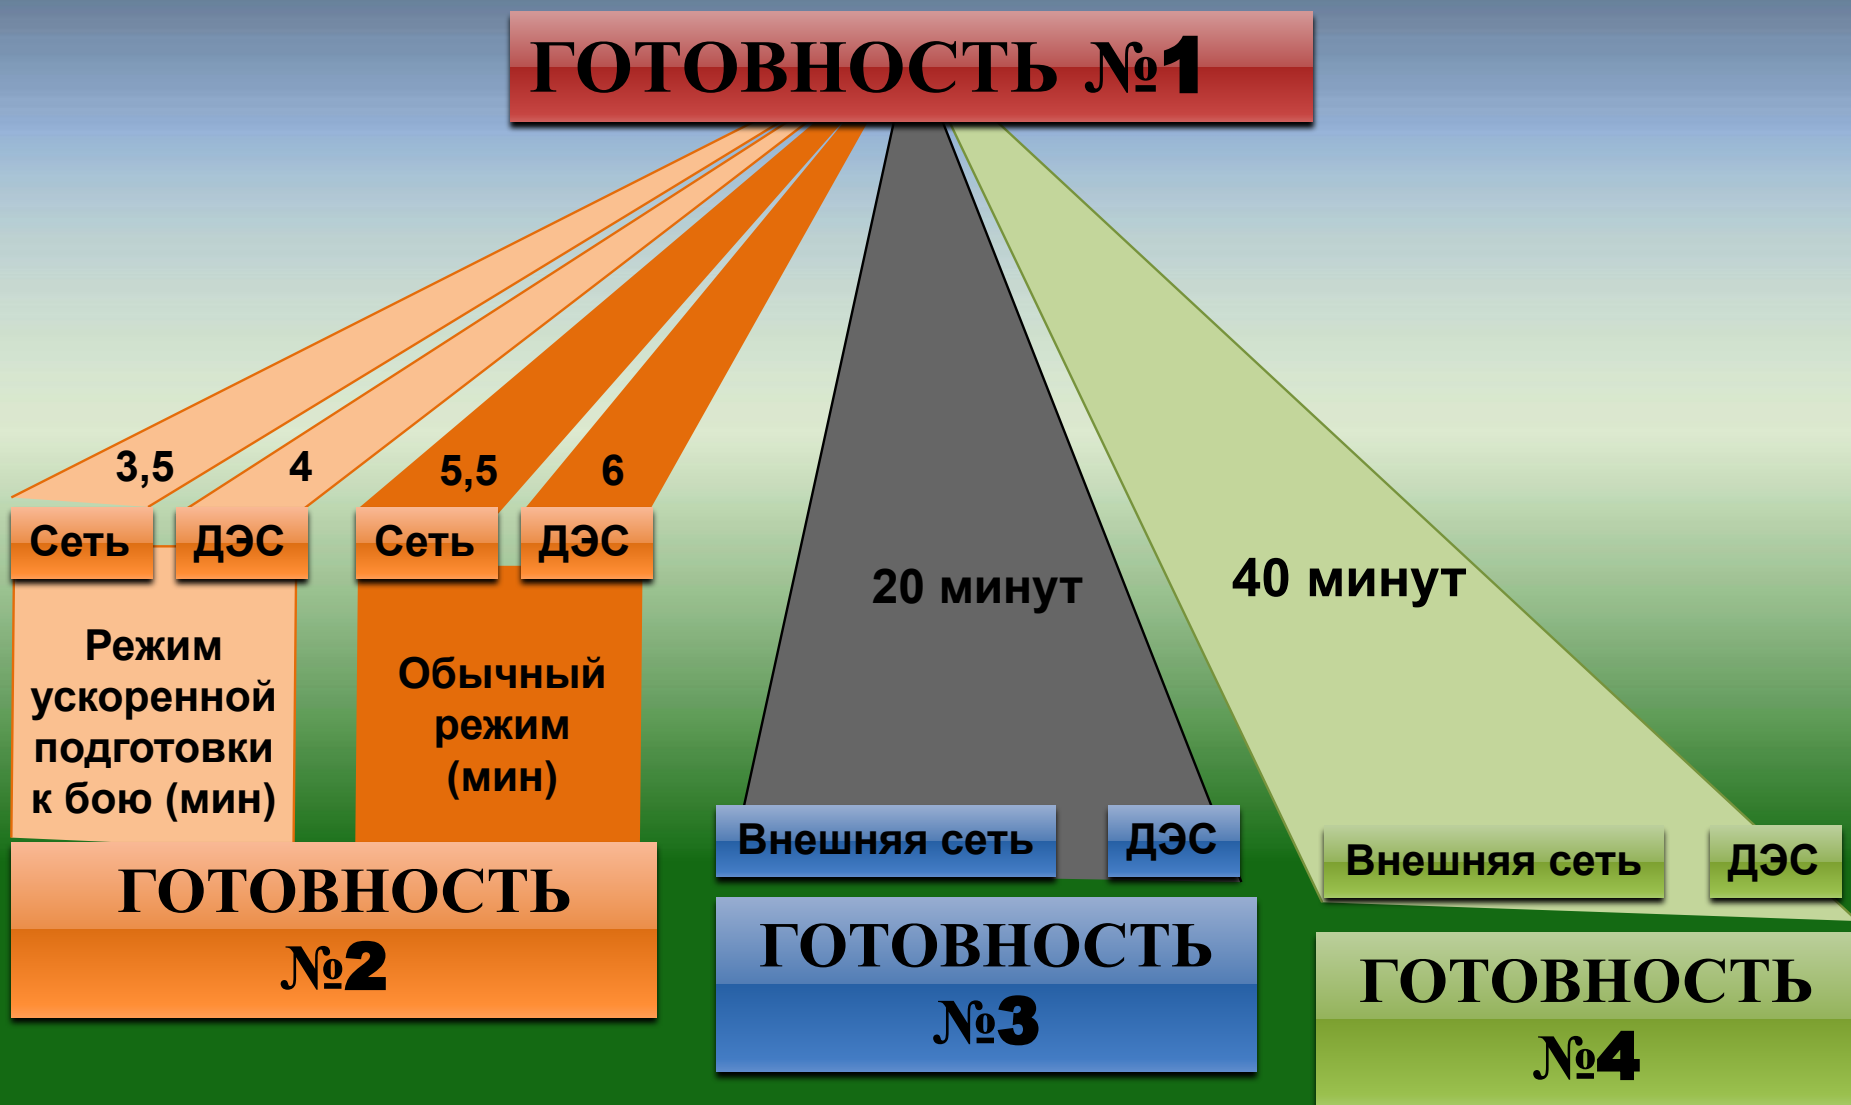 ГОТОВНОСТЬ №1
3,5
4
5,5
6
Сеть
ДЭС
Сеть
ДЭС
Режим
ускоренной
подготовки
к бою (мин)
Обычный
режим
(мин)
20 минут
40 минут
Внешняя сеть
ДЭС
Внешняя сеть
ДЭС
ГОТОВНОСТЬ
№2
ГОТОВНОСТЬ
№3
ГОТОВНОСТЬ
№4